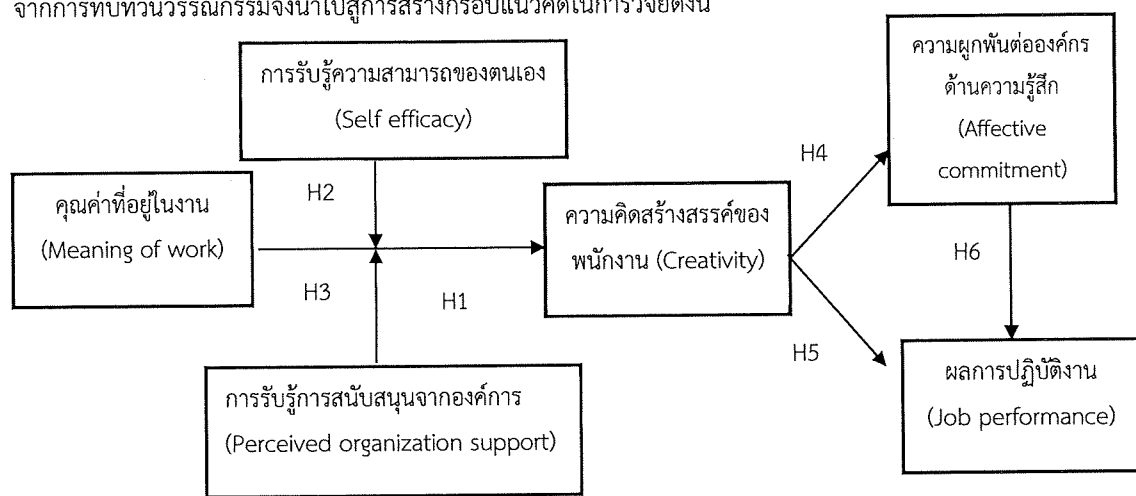 จากการทบทวนวรรณกรรมจึงนำไปสู่การสร้างกรอบแนวคิดในการวิจัยดังนี้
การรับรู้ความสามารถของตนเอง
(Self efficacy)
H2
คุณค่าที่อยู่ในงาน
(Meaning of work)
H3
H1
การรับรู้การสนับสนุนจากองค์การ
(Perceived organization support)
ความคิดสร้างสรรค์ของ
พนักงาน (Creativity)
H4
H5
ความผูกพันต่อองค์กร
ด้านความรู้สึก
(Affective
commitment)
H6
ผลการปฏิบัติงาน
(Job performance)